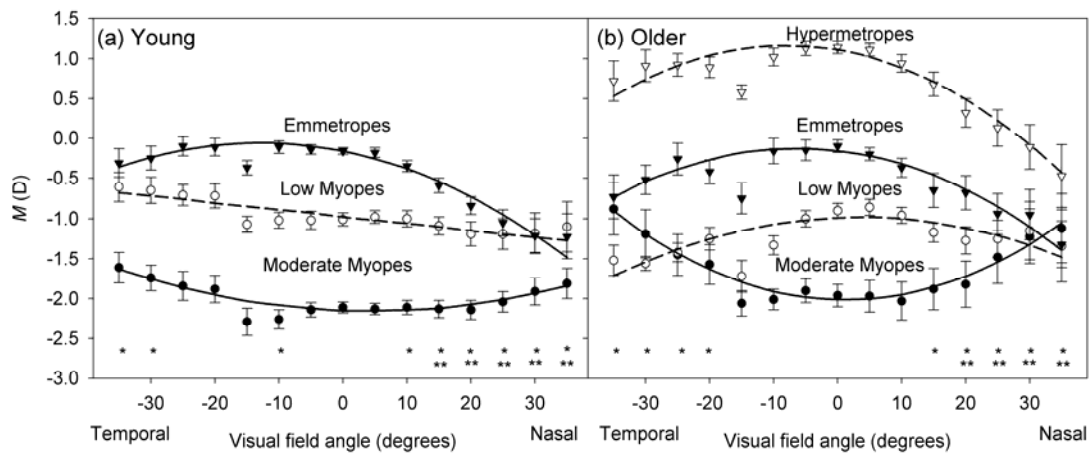 M (D)
1.5
1.0
0.5
0.0
-0.5
-1.0
-1.5
-2.0
-2.5
-3.0
(a) Young
Emmetropes
Low Myopes
Moderate Myopes
* * * * * * * * *
** ** ** ** **
-30 -20 -10 0 10 20 30
Temporal Visual field angle (degrees) Nasal
(b) Older
Hypermetropes
Emmetropes
Low Myopes
Moderate Myopes
* * * * * * * * *
** ** ** **
-30 -20 -10 0 10 20 30
Temporal Visual field angle (degrees) Nasal